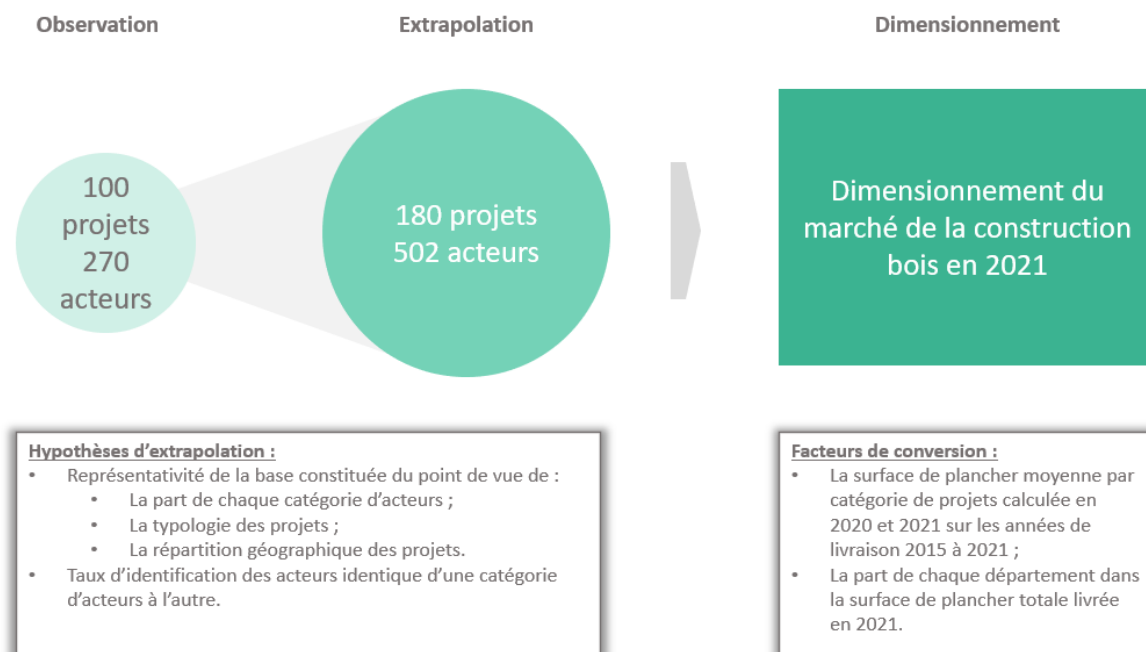 Observation
Extrapolation
Dimensionnement
100
projets
270
acteurs
180 projets
502 acteurs
Dimensionnement du
marché de la construction
bois en 2021
Hypothèses d'extrapolation :
• Représentativité de la base constituée du point de vue de :
• La part de chaque catégorie d'acteurs ;
• La typologie des projets ;
• La répartition géographique des projets.
• Taux d'identification des acteurs identique d'une catégorie
d'acteurs à l'autre.
Facteurs de conversion :
• La surface de plancher moyenne par
catégorie de projets calculée en
2020 et 2021 sur les années de
livraison 2015 à 2021 ;
• La part de chaque département dans
la surface de plancher totale livrée
en 2021.